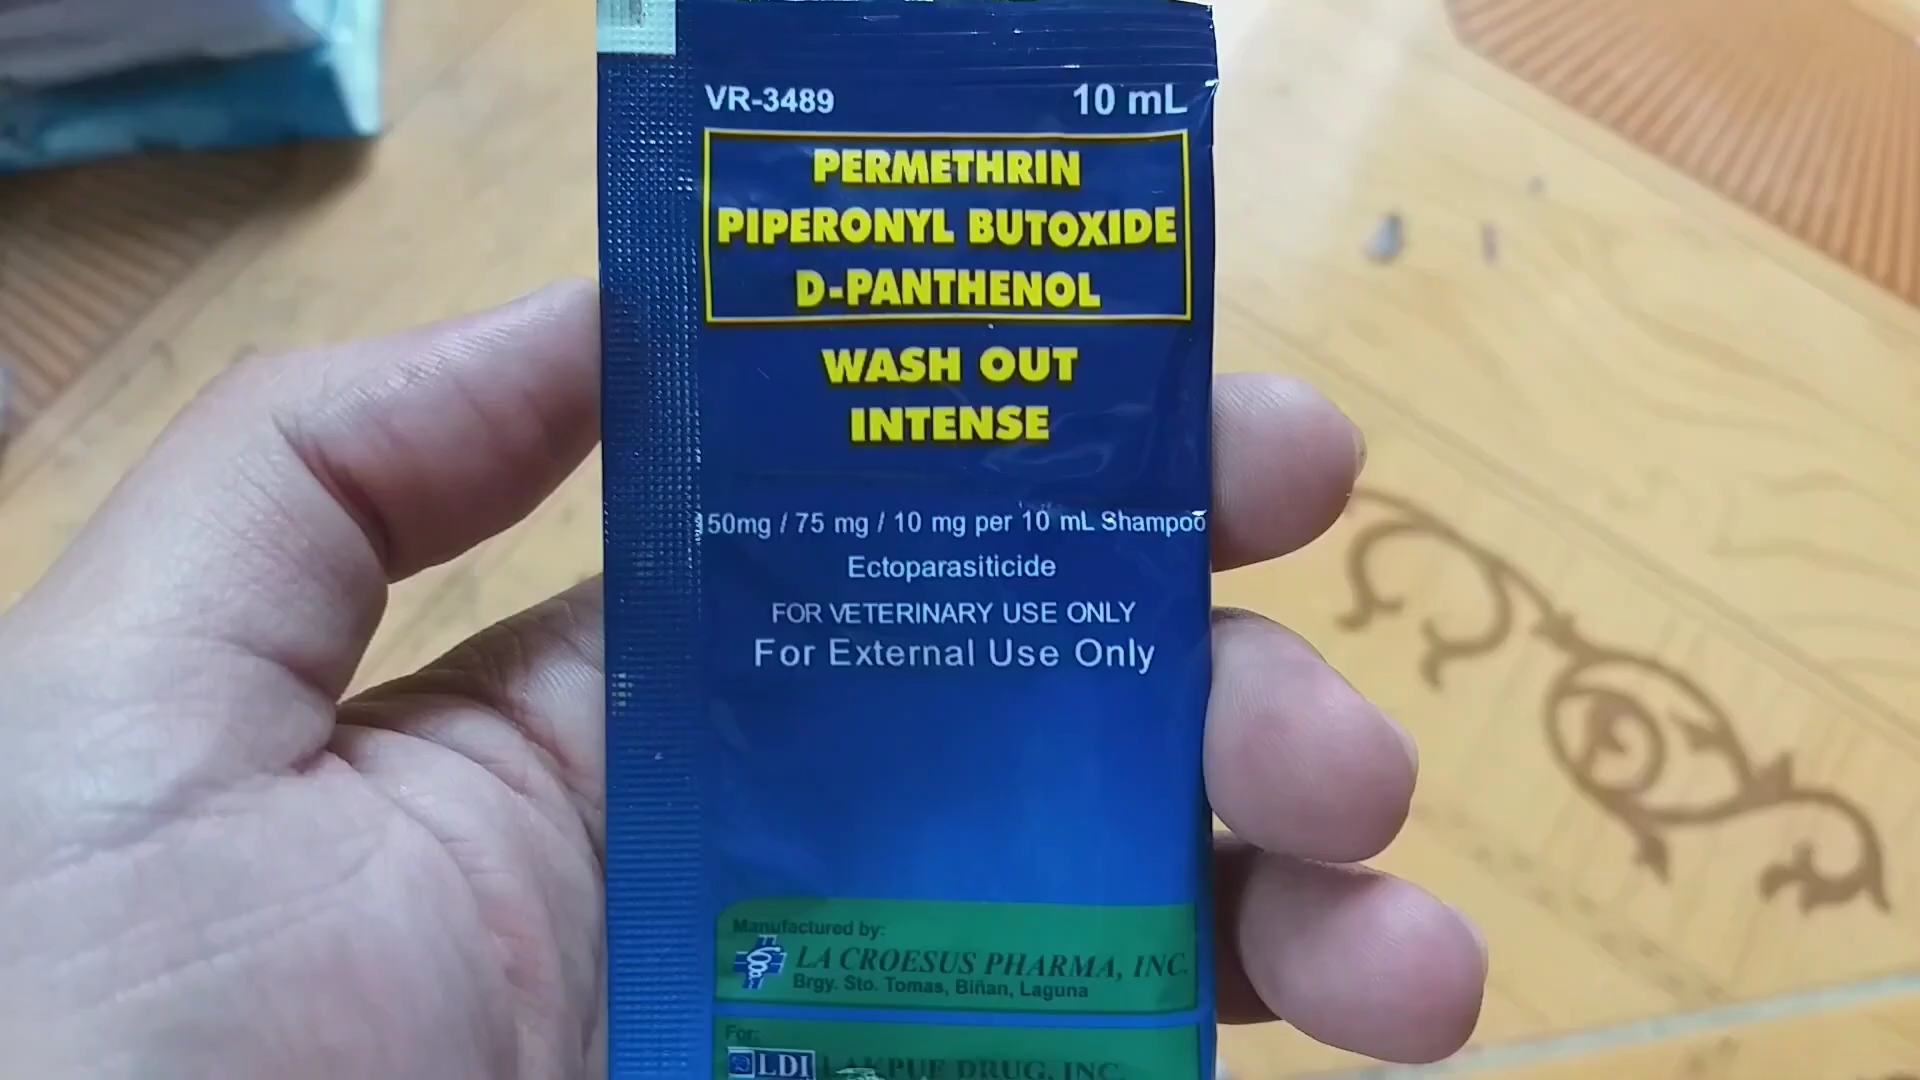 VR-3489 10 mL
PERMETHRIN
PIPERONYL BUTOXIDE
D-PANTHENOL
WASH OUT
INTENSE
50mg / 75 mg / 10 mg per 10 mL Shampoo
Ectoparasiticide
FOR VETERINARY USE ONLY
For External Use Only
Manufactured by:
LA CROESUS PHARMA, INC.
Brgy. Sto. Tomas, Biñan, Laguna
For:
LDI DRUG, INC.